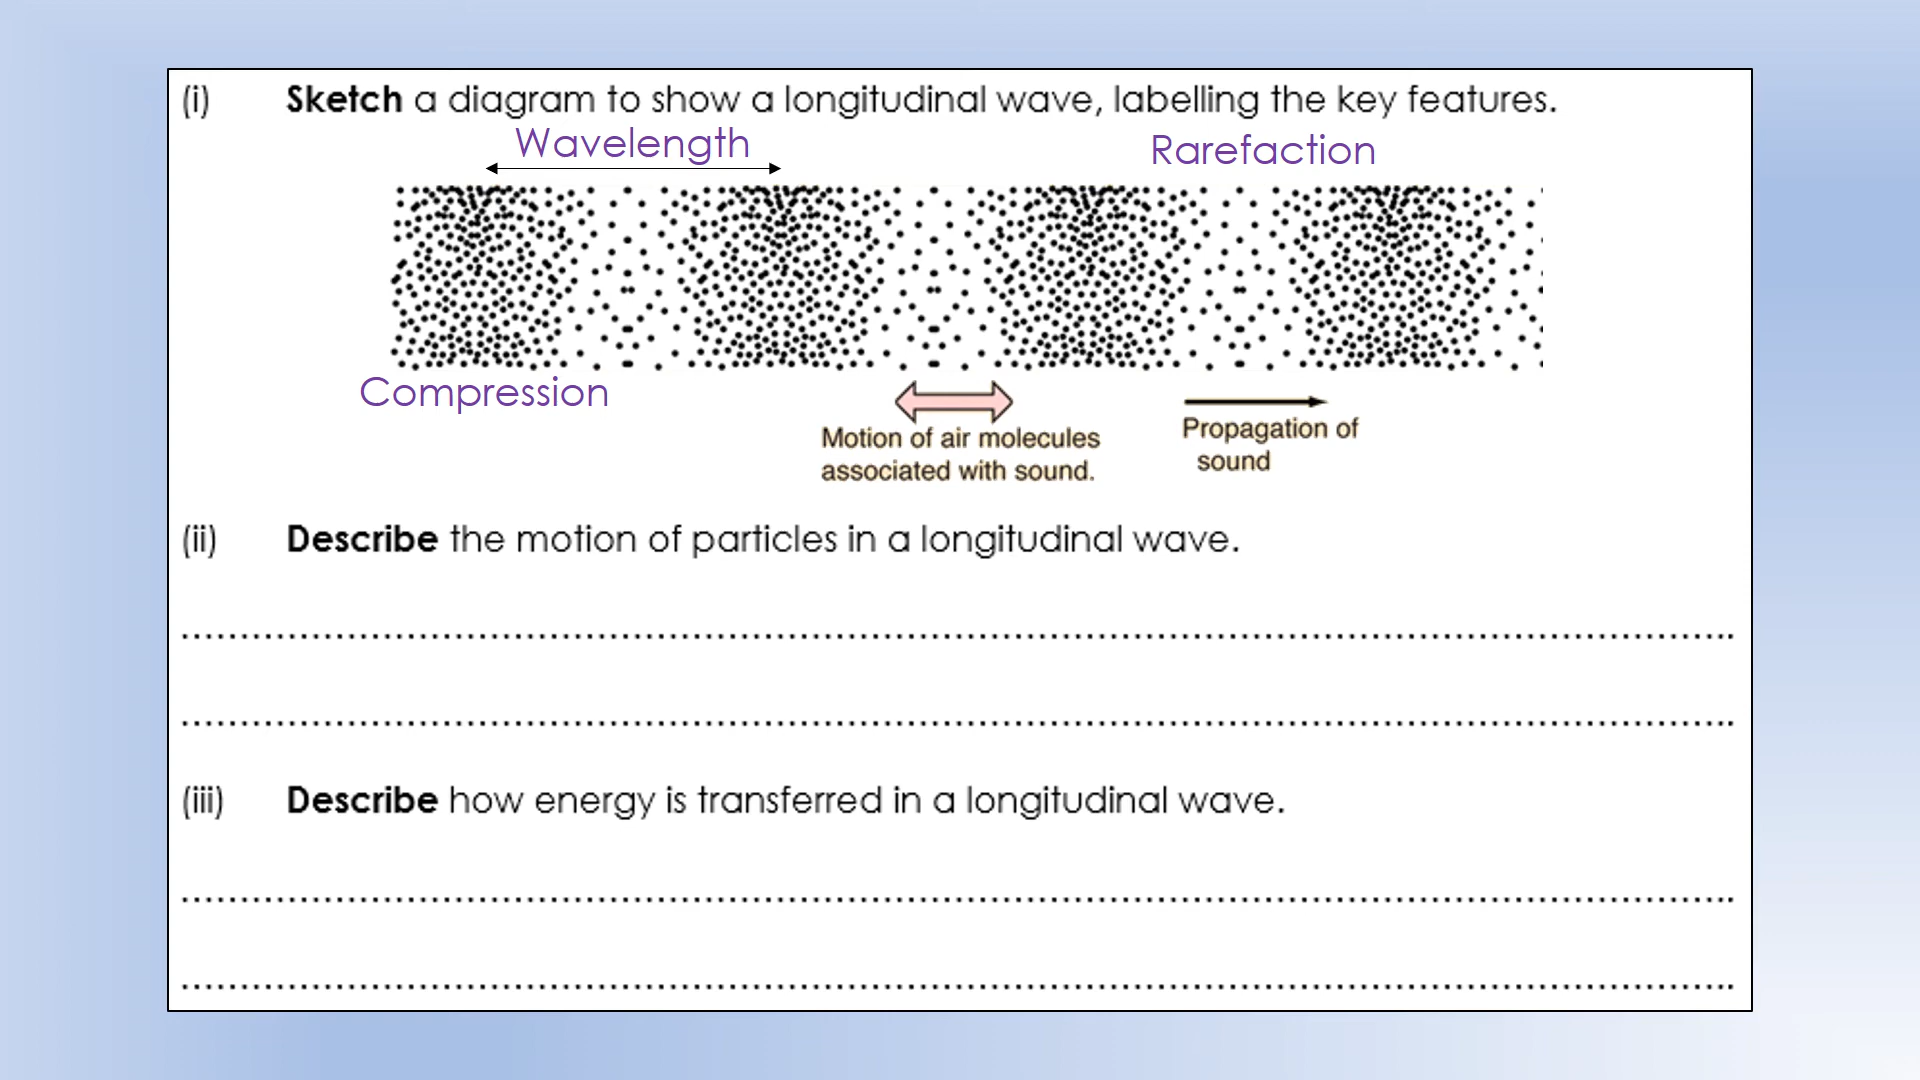 (i) Sketch a diagram to show a longitudinal wave, labelling the key features.
Wavelength
Rarefaction
Compression
Motion of air molecules
associated with sound.
Propagation of
sound
(ii) Describe the motion of particles in a longitudinal wave.
(iii) Describe how energy is transferred in a longitudinal wave.